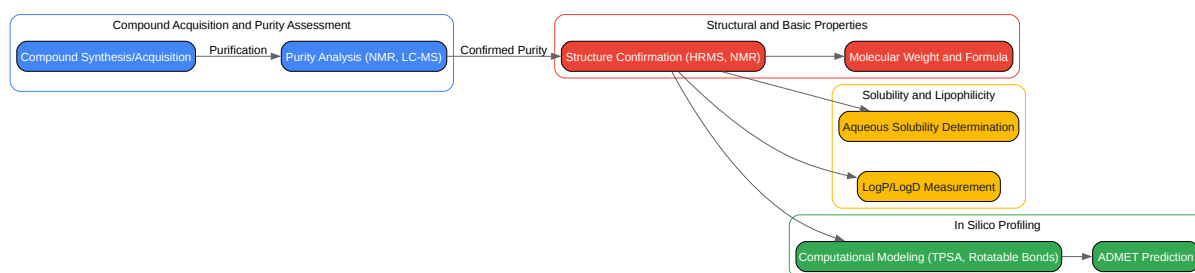 Compound Acquisition and Purity Assessment
Compound Synthesis/Acquisition
Purification
Purity Analysis (NMR, LC-MS)
Confirmed Purity
Structural and Basic Properties
Structure Confirmation (HRMS, NMR)
Molecular Weight and Formula
Solubility and Lipophilicity
Aqueous Solubility Determination
LogP/LogD Measurement
In Silico Profiling
Computational Modeling (TPSA, Rotatable Bonds)
ADMET Prediction